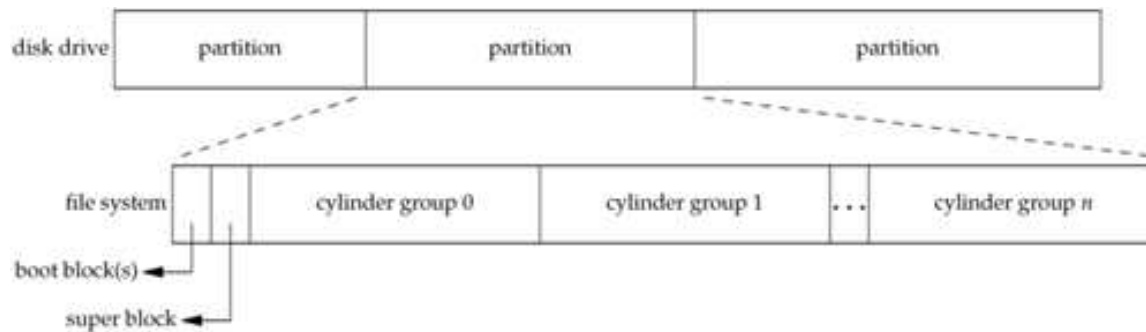 disk drive partition partition partition
file system cylinder group 0 cylinder group 1 ... cylinder group n
boot block(s)
super block